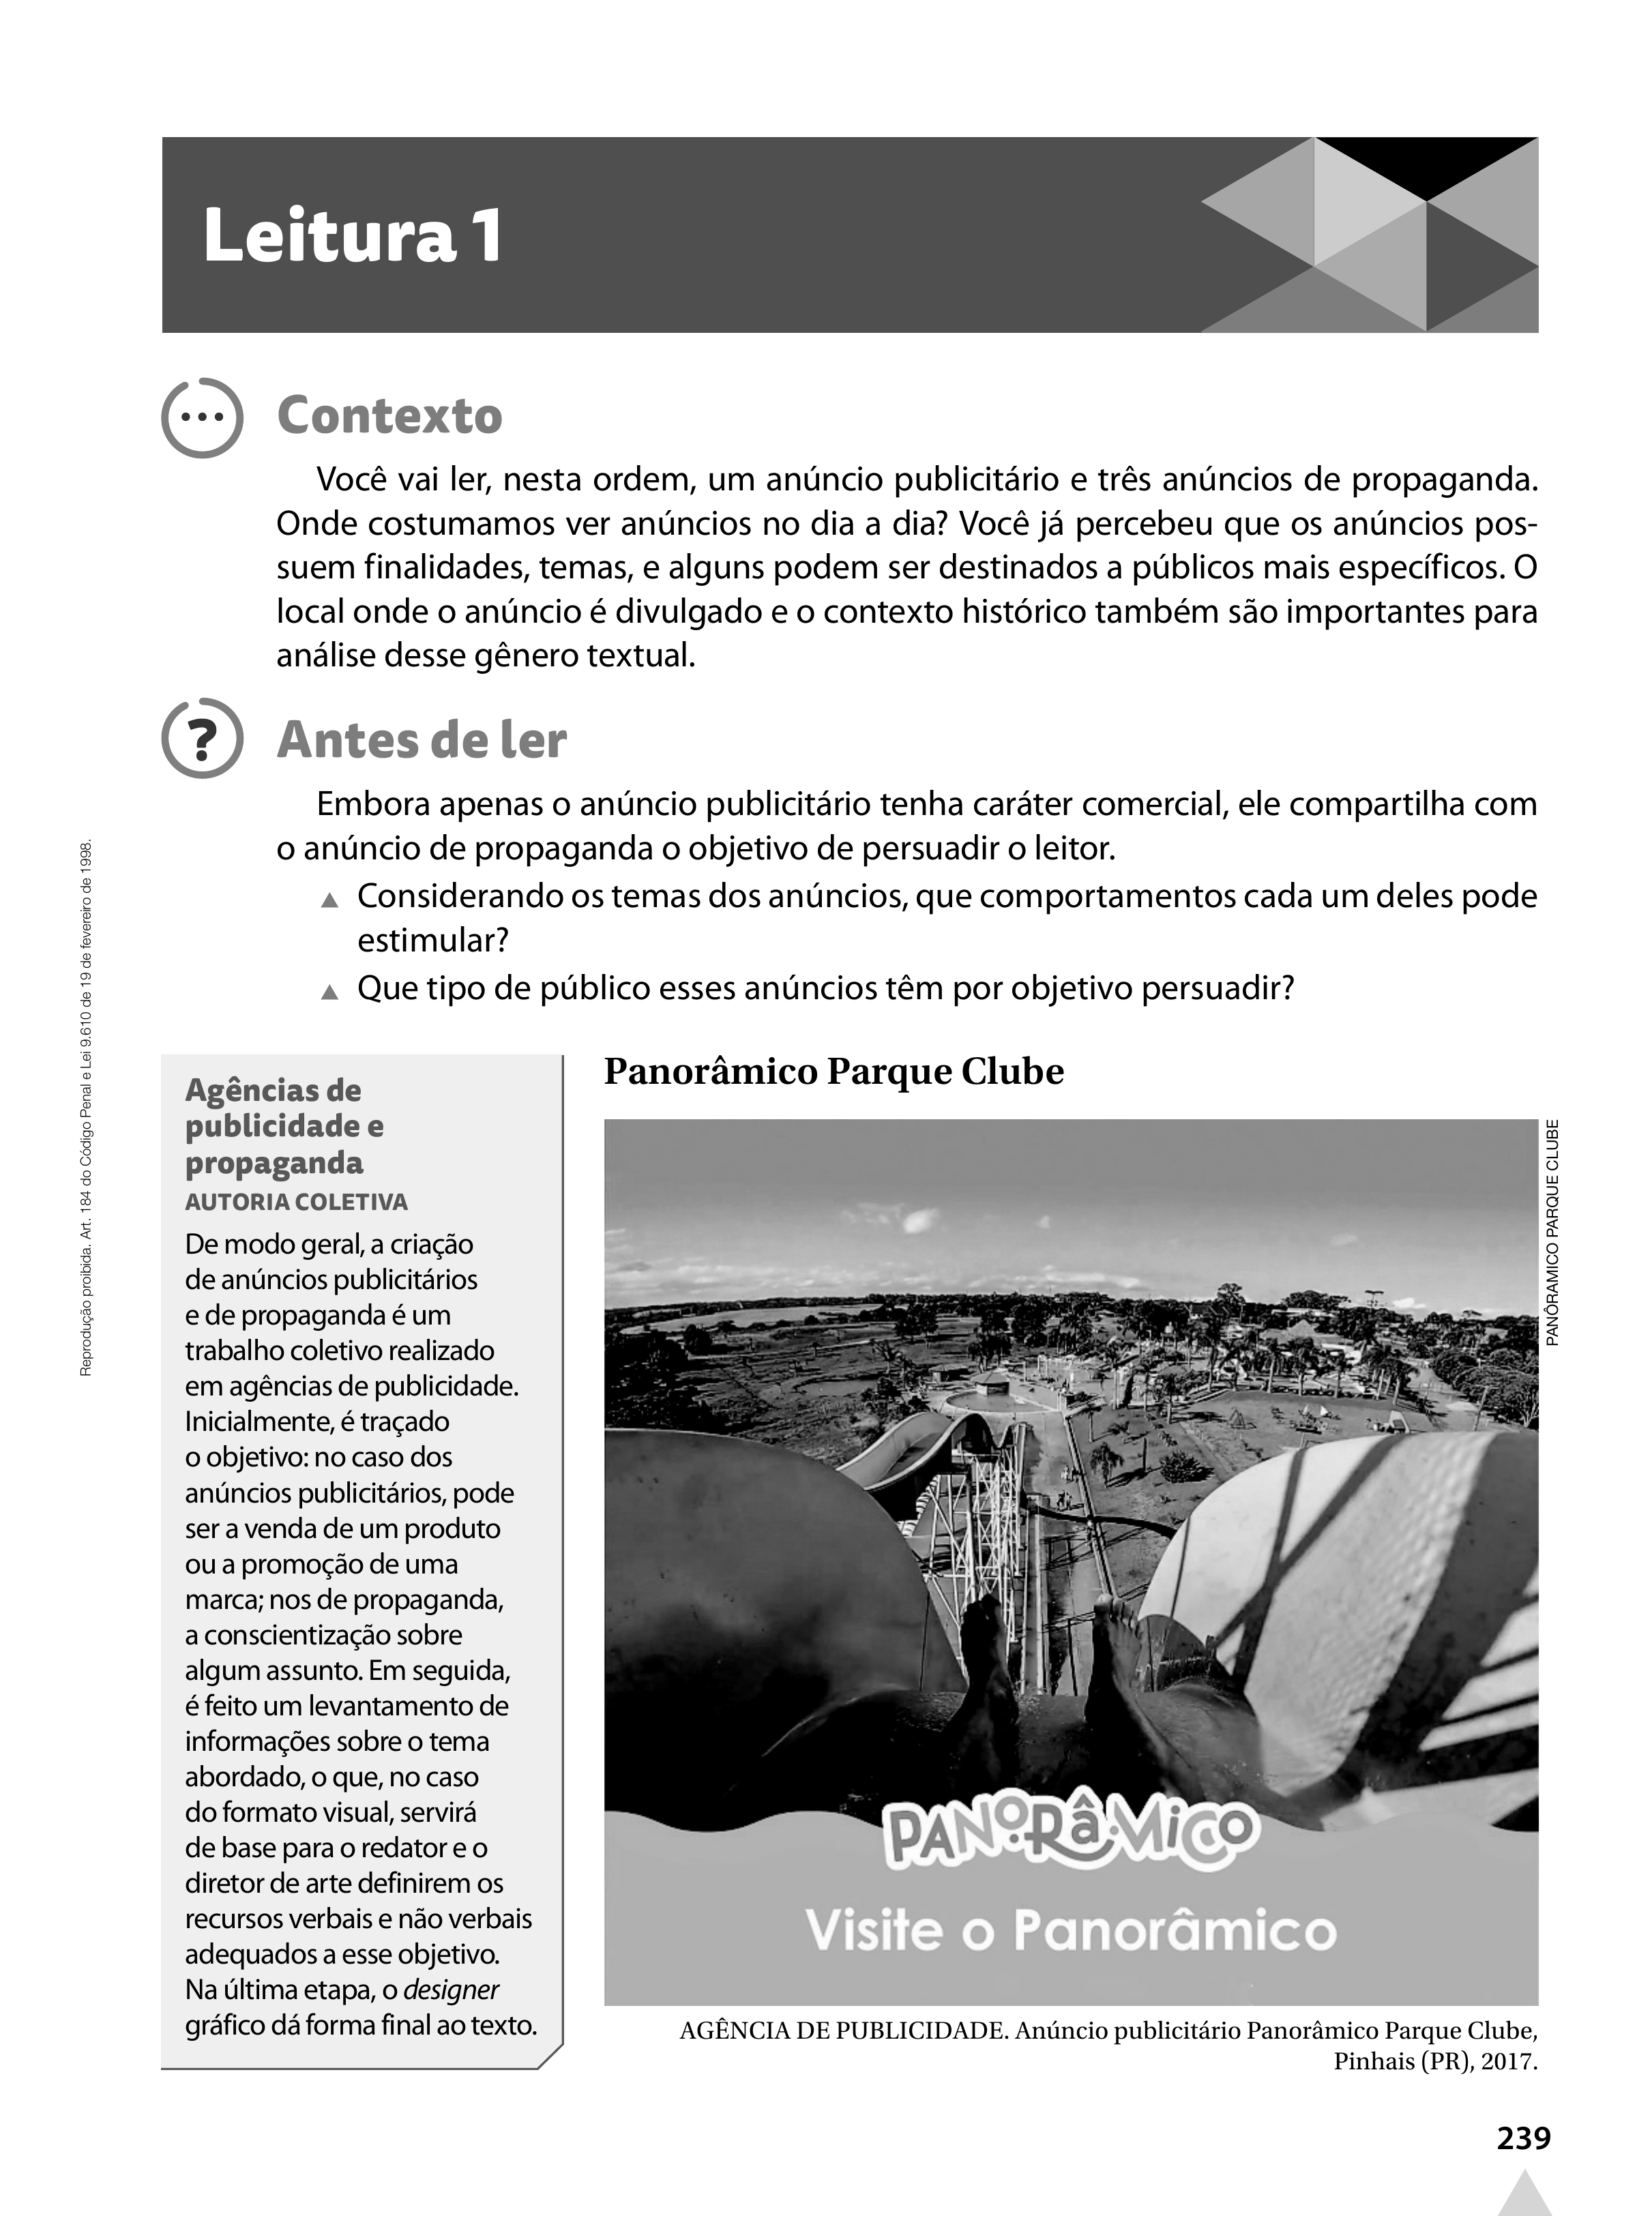 Leitura 1
Contexto
Você vai ler, nesta ordem, um anúncio publicitário e três anúncios de propaganda.
Onde costumamos ver anúncios no dia a dia? Você já percebeu que os anúncios pos-
suem finalidades, temas, e alguns podem ser destinados a públicos mais específicos. O
local onde o anúncio é divulgado e o contexto histórico também são importantes para
análise desse gênero textual.
?
Antes de ler
Embora apenas o anúncio publicitário tenha caráter comercial, ele compartilha com
o anúncio de propaganda o objetivo de persuadir o leitor.
Considerando os temas dos anúncios, que comportamentos cada um deles pode
estimular?
Que tipo de público esses anúncios têm por objetivo persuadir?
Reprodução proibida. Art. 184 do Código Penal e Lei 9.610 de 19 de fevereiro de 1998.
Agências de
publicidade e
propaganda
AUTORIA COLETIVA
De modo geral, a criação
de anúncios publicitários
e de propaganda é um
trabalho coletivo realizado
em agências de publicidade.
Inicialmente, é traçado
o objetivo: no caso dos
anúncios publicitários, pode
ser a venda de um produto
ou a promoção de uma
marca; nos de propaganda,
a conscientização sobre
algum assunto. Em seguida,
é feito um levantamento de
informações sobre o tema
abordado, o que, no caso
do formato visual, servirá
de base para o redator e o
diretor de arte definirem os
recursos verbais e não verbais
adequados a esse objetivo.
Na última etapa, o designer
gráfico dá forma final ao texto.
Panorâmico Parque Clube
PANÔRAMICO PARQUE CLUBE
PANORÂMICO
Visite o Panorâmico
AGÊNCIA DE PUBLICIDADE. Anúncio publicitário Panorâmico Parque Clube,
Pinhais (PR), 2017.
239